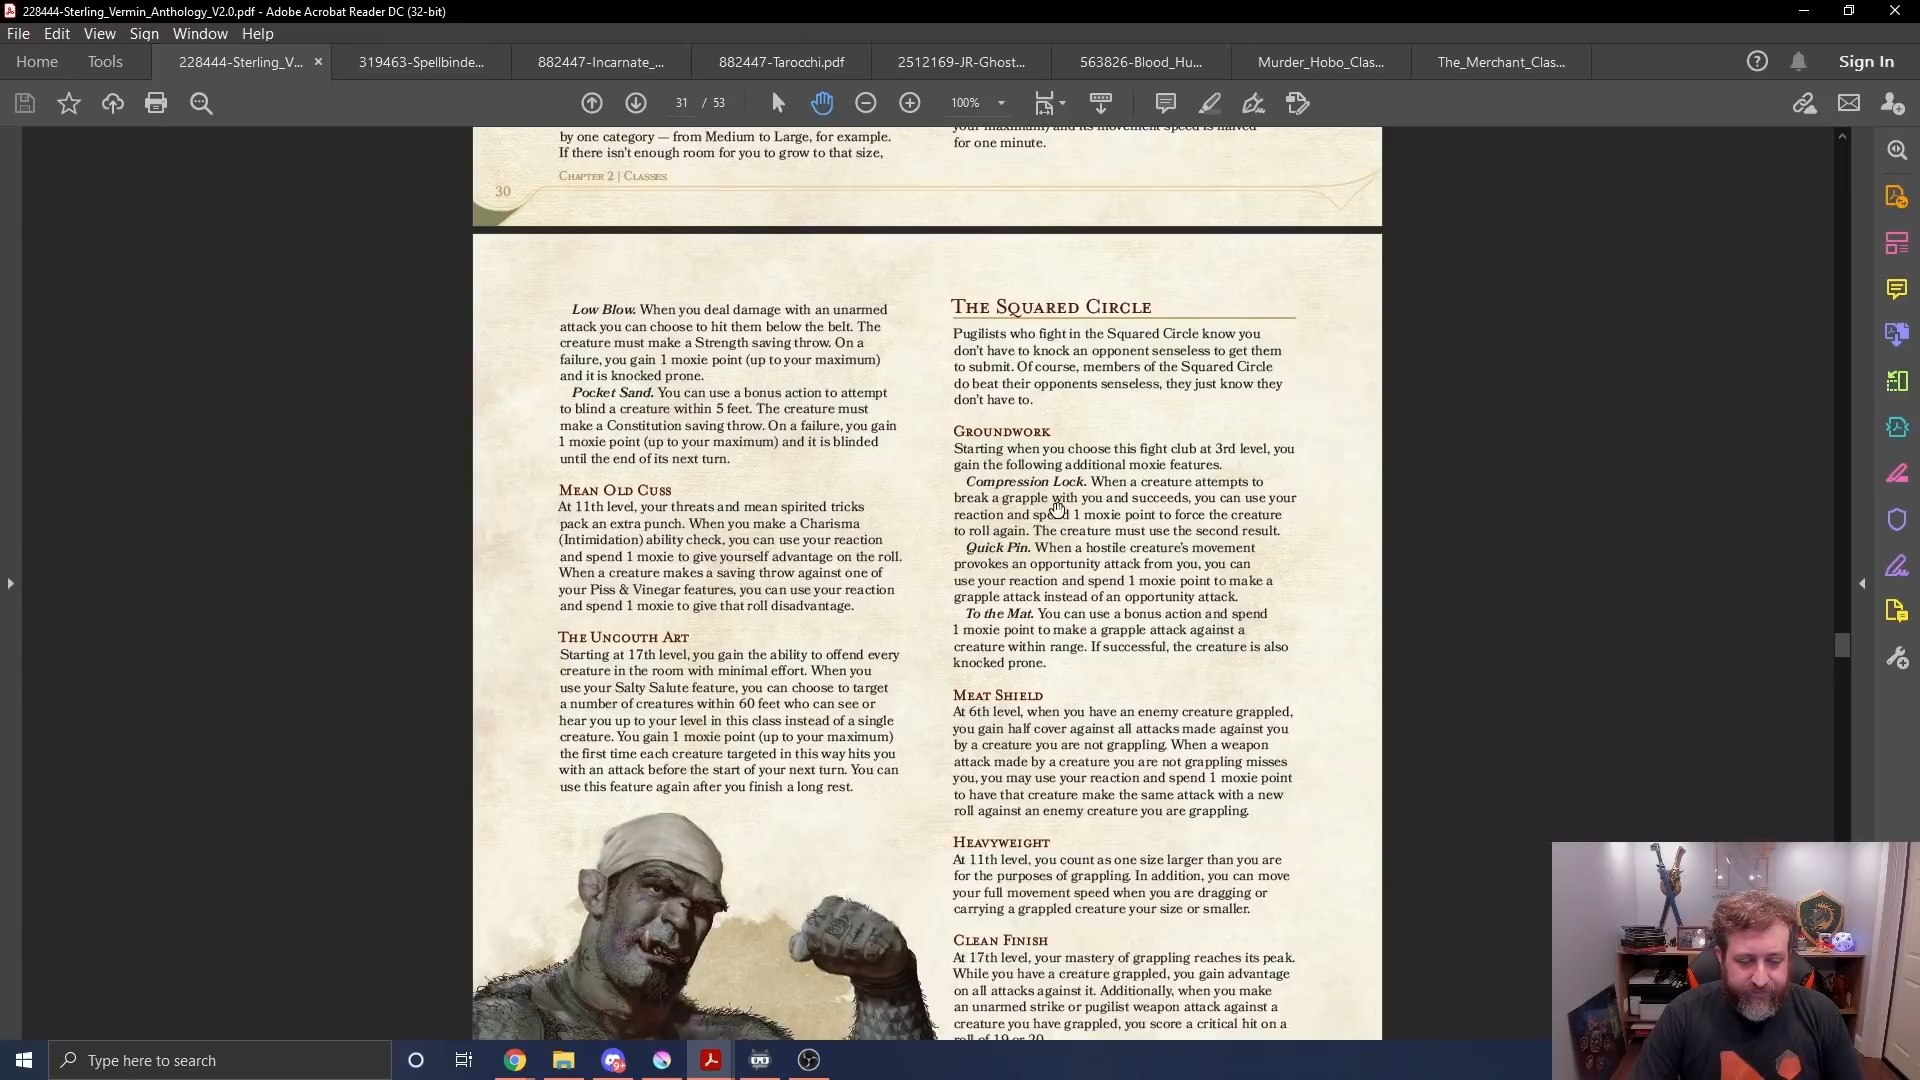 228444-Sterling_Vermin_Anthology_V2.0.pdf - Adobe Acrobat Reader DC (32-bit)
File Edit View Sign Window Help
Home Tools 228444-Sterling_V... × 319463-Spellbinde... 882447-Incarnate_... 882447-Tarocchi.pdf 2512169-JR-Ghost... 563826-Blood_Hu... Murder_Hobo_Clas... The_Merchant_Clas... Sign In
31 / 53 100%
by one category — from Medium to Large, for example.
If there isn't enough room for you to grow to that size,
Chapter 2 | Classes
30
your maximum) and its movement speed is halved
for one minute.
Low Blow. When you deal damage with an unarmed
attack you can choose to hit them below the belt. The
creature must make a Strength saving throw. On a
failure, you gain 1 moxie point (up to your maximum)
and it is knocked prone.
Pocket Sand. You can use a bonus action to attempt
to blind a creature within 5 feet. The creature must
make a Constitution saving throw. On a failure, you gain
1 moxie point (up to your maximum) and it is blinded
until the end of its next turn.
Mean Old Cuss
At 11th level, your threats and mean spirited tricks
pack an extra punch. When you make a Charisma
(Intimidation) ability check, you can use your reaction
and spend 1 moxie to give yourself advantage on the roll.
When a creature makes a saving throw against one of
your Piss & Vinegar features, you can use your reaction
and spend 1 moxie to give that roll disadvantage.
The Uncouth Art
Starting at 17th level, you gain the ability to offend every
creature in the room with minimal effort. When you
use your Salty Salute feature, you can choose to target
a number of creatures within 60 feet who can see or
hear you up to your level in this class instead of a single
creature. You gain 1 moxie point (up to your maximum)
the first time each creature targeted in this way hits you
with an attack before the start of your next turn. You can
use this feature again after you finish a long rest.
The Squared Circle
Pugilists who fight in the Squared Circle know you
don't have to knock an opponent senseless to get them
to submit. Of course, members of the Squared Circle
do beat their opponents senseless, they just know they
don't have to.
Groundwork
Starting when you choose this fight club at 3rd level, you
gain the following additional moxie features.
Compression Lock. When a creature attempts to
break a grapple with you and succeeds, you can use your
reaction and spend 1 moxie point to force the creature
to roll again. The creature must use the second result.
Quick Pin. When a hostile creature's movement
provokes an opportunity attack from you, you can
use your reaction and spend 1 moxie point to make a
grapple attack instead of an opportunity attack.
To the Mat. You can use a bonus action and spend
1 moxie point to make a grapple attack against a
creature within range. If successful, the creature is also
knocked prone.
Meat Shield
At 6th level, when you have an enemy creature grappled,
you gain half cover against all attacks made against you
by a creature you are not grappling. When a weapon
attack made by a creature you are not grappling misses
you, you may use your reaction and spend 1 moxie point
to have that creature make the same attack with a new
roll against an enemy creature you are grappling.
Heavyweight
At 11th level, you count as one size larger than you are
for the purposes of grappling. In addition, you can move
your full movement speed when you are dragging or
carrying a grappled creature your size or smaller.
Clean Finish
At 17th level, your mastery of grappling reaches its peak.
While you have a creature grappled, you gain advantage
on all attacks against it. Additionally, when you make
an unarmed strike or pugilist weapon attack against a
creature you have grappled, you score a critical hit on a
roll of 19 or 20.
Type here to search
9+